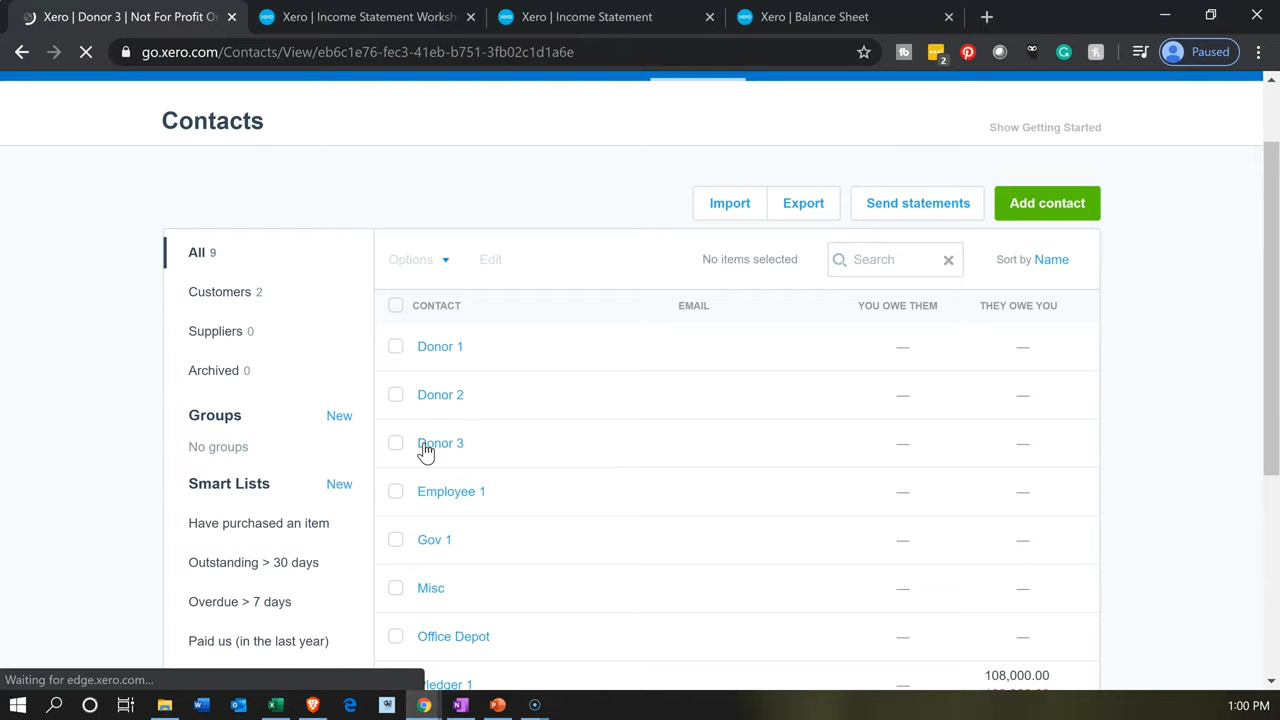 Xero | Donor 3 | Not For Profit Or
Xero | Income Statement Worksh
Xero | Income Statement
Xero | Balance Sheet
go.xero.com/Contacts/View/eb6c1e76-fec3-41eb-b751-3fb02c1d1a6e
2
Paused
Contacts
Show Getting Started
Import
Export
Send statements
Add contact
All 9
Customers 2
Suppliers 0
Archived 0
Groups New
No groups
Smart Lists New
Have purchased an item
Outstanding > 30 days
Overdue > 7 days
Paid us (in the last year)
Options
Edit
No items selected
Search
Sort by Name
CONTACT EMAIL YOU OWE THEM THEY OWE YOU
Donor 1 — —
Donor 2 — —
Donor 3 — —
Employee 1 — —
Gov 1 — —
Misc — —
Office Depot — —
108,000.00
Pledger 1 —
Waiting for edge.xero.com...
1:00 PM